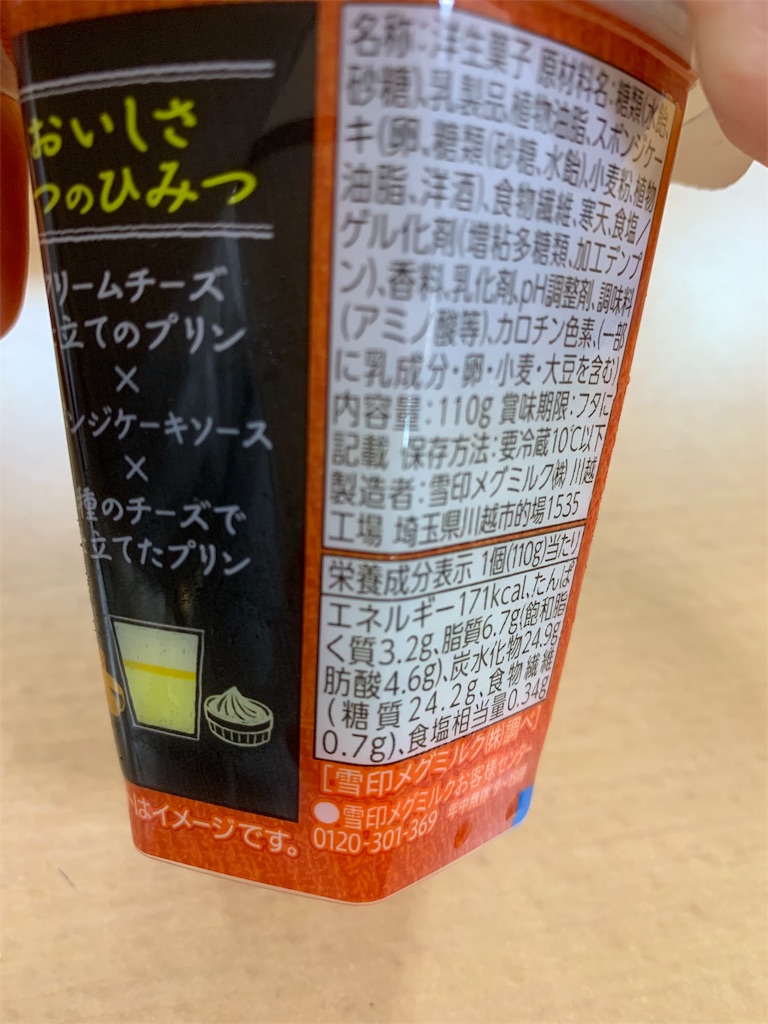 おいしさ
つのひみつ
リームチーズ
立てのプリン
×
ンジケーキソース
×
種のチーズで
立てたプリン
トはイメージです。
名称:洋生菓子 原材料名:糖類(水飴、
砂糖)、乳製品、植物油脂、スポンジケー
キ(卵、糖類(砂糖、水飴)、小麦粉、植物
油脂、洋酒)、食物繊維、寒天、食塩/
ゲル化剤(増粘多糖類、加工デンプ
ン)、香料、乳化剤、pH調整剤、調味料
(アミノ酸等)、カロチン色素、(一部
に乳成分・卵・小麦・大豆を含む)
内容量:110g 賞味期限:フタに
記載 保存方法:要冷蔵10℃以下
製造者:雪印メグミルク㈱ 川越
工場 埼玉県川越市的場1535
栄養成分表示 1個(110g)当たり
エネルギー171kcal、たんぱ
く質3.2g、脂質6.7g(飽和脂
肪酸4.6g)、炭水化物24.9g
(糖質24.2g、食物繊維
0.7g)、食塩相当量0.34g
[雪印メグミルク㈱調べ]
●雪印メグミルクお客様センター
0120-301-369 年中無休